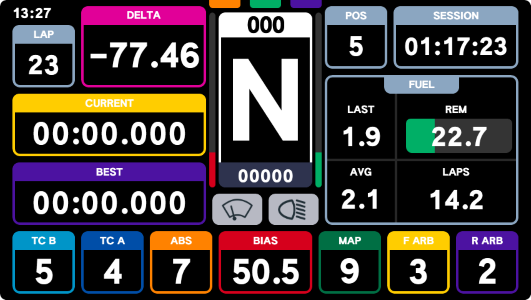 13:27
LAP
23
DELTA
-77.46
CURRENT
00:00.000
BEST
00:00.000
000
N
00000
POS
5
SESSION
01:17:23
FUEL
LAST
1.9
REM
22.7
AVG
2.1
LAPS
14.2
TC B
5
TC A
4
ABS
7
BIAS
50.5
MAP
9
F ARB
3
R ARB
2